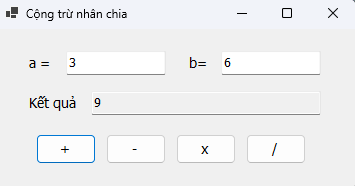 Cộng trừ nhân chia
a = 3 b= 6
Kết quả 9
+ - x /